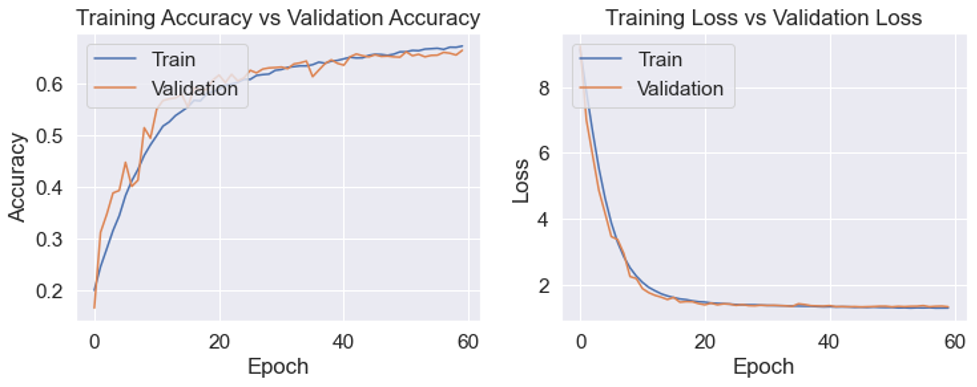 Training Accuracy vs Validation Accuracy
Train
Validation
0.6
0.5
0.4
0.3
0.2
Accuracy
0
20
40
60
Epoch
Training Loss vs Validation Loss
Train
Validation
8
6
4
2
Loss
0
20
40
60
Epoch